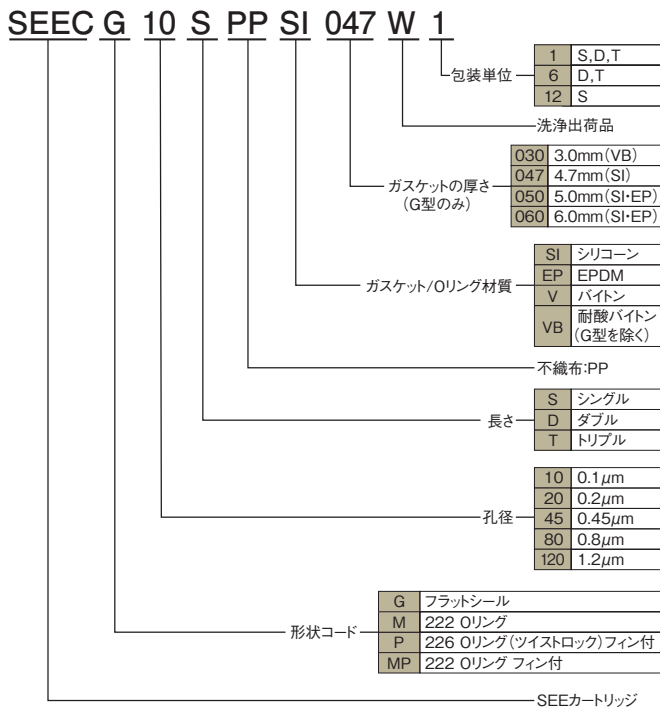 SEEC G 10 S PP SI 047 W 1
包装単位
1 S,D,T
6 D,T
12 S
洗浄出荷品
ガスケットの厚さ
(G型のみ)
030 3.0mm(VB)
047 4.7mm(SI)
050 5.0mm(SI・EP)
060 6.0mm(SI・EP)
ガスケット/Oリング材質
SI シリコーン
EP EPDM
V バイトン
VB 耐酸バイトン
(G型を除く)
不織布:PP
長さ
S シングル
D ダブル
T トリプル
孔径
10 0.1μm
20 0.2μm
45 0.45μm
80 0.8μm
120 1.2μm
形状コード
G フラットシール
M 222 Oリング
P 226 Oリング(ツイストロック)フィン付
MP 222 Oリング フィン付
SEEカートリッジ